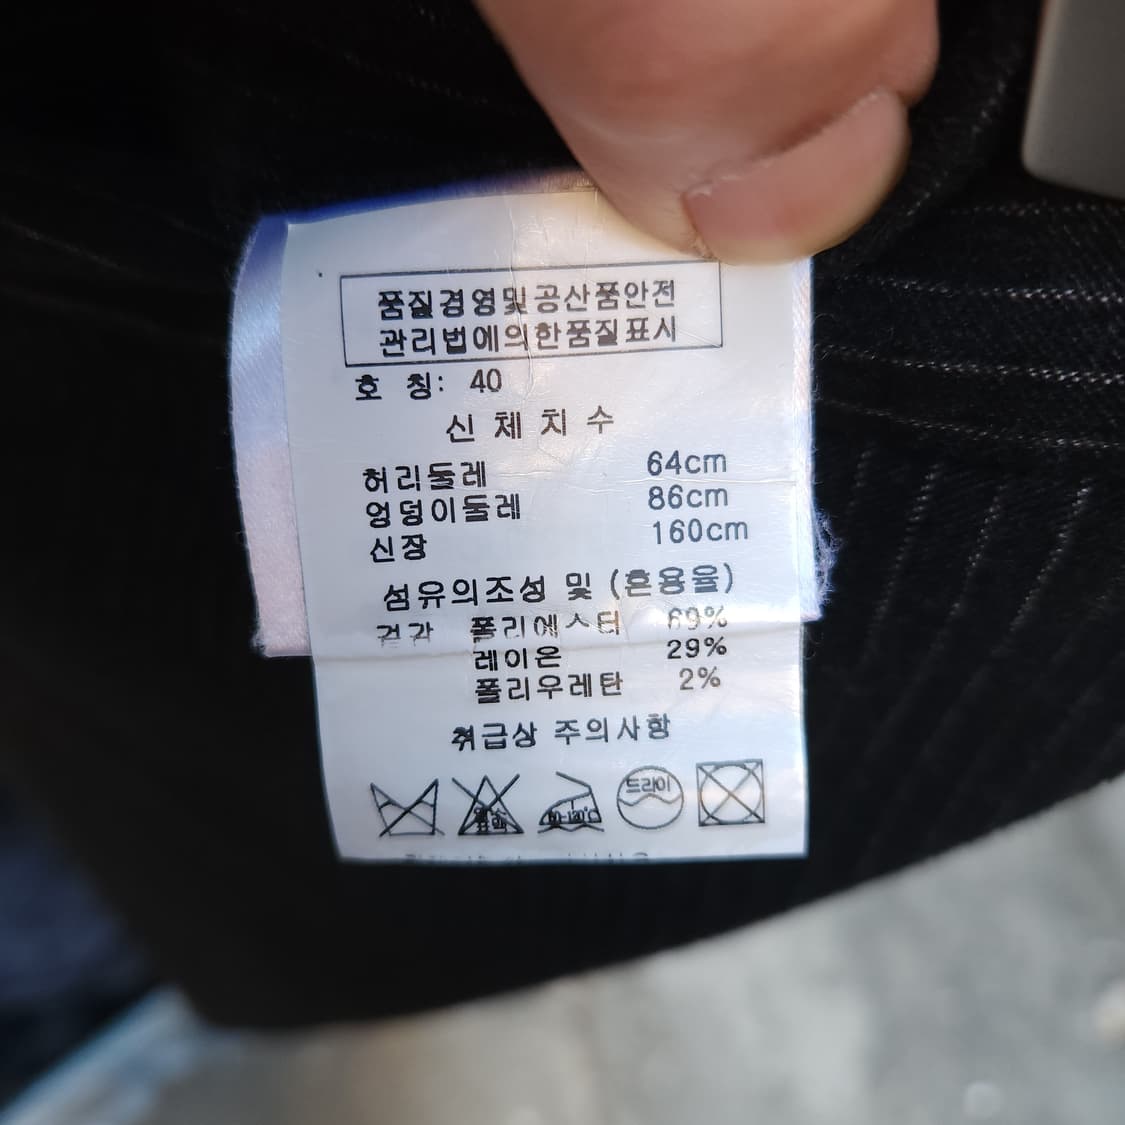 품질경영및공산품안전
관리법에의한품질표시
호 칭: 40
신 체 치 수
허리둘레 64cm
엉덩이둘레 86cm
신장 160cm
섬유의조성 및 (혼용율)
겉감 폴리에스터 69%
레이온 29%
폴리우레탄 2%
취급상 주의사항
드라이